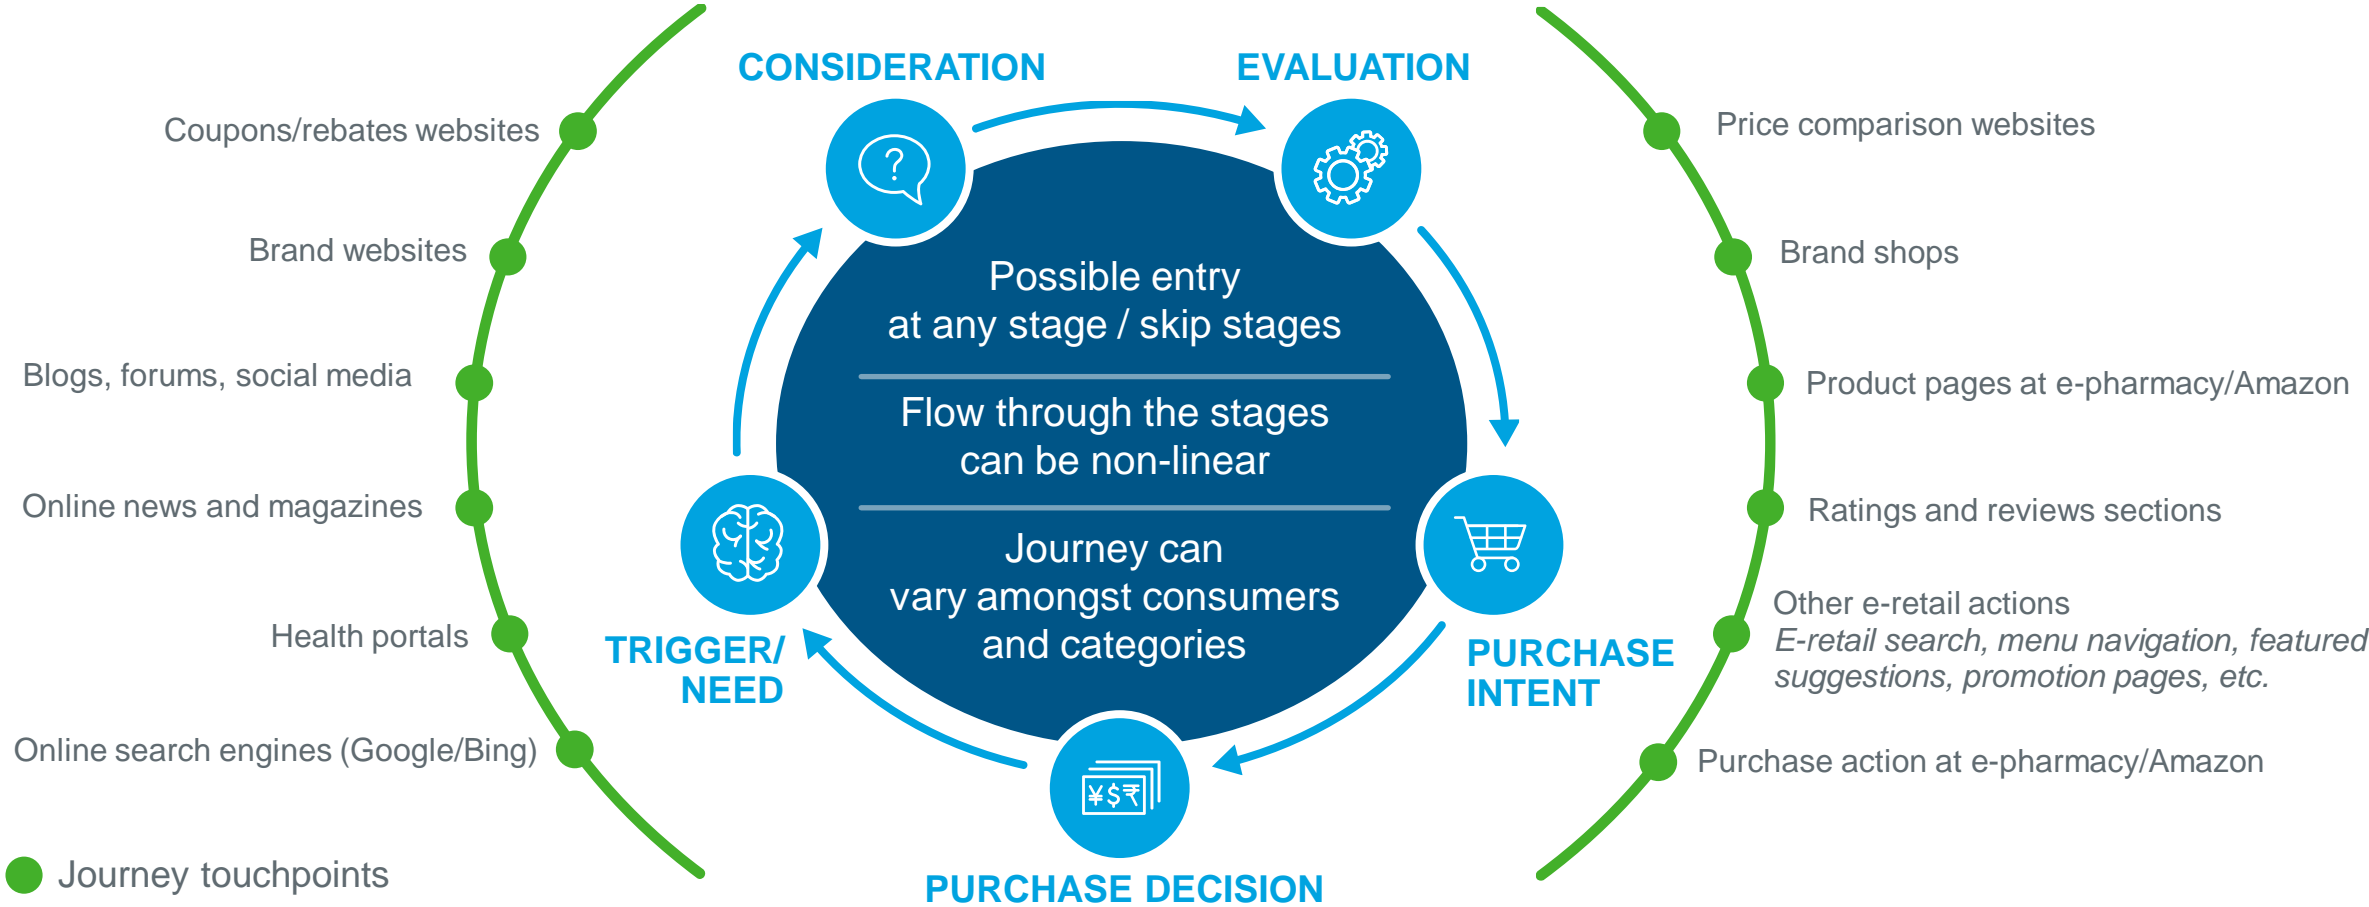 CONSIDERATION
EVALUATION
Coupons/rebates websites
Brand websites
Blogs, forums, social media
Online news and magazines
Health portals
Online search engines (Google/Bing)
Journey touchpoints
?
Possible entry
at any stage / skip stages
Flow through the stages
can be non-linear
Journey can
vary amongst consumers
and categories
TRIGGER/
NEED
PURCHASE
INTENT
¥$₹
PURCHASE DECISION
Price comparison websites
Brand shops
Product pages at e-pharmacy/Amazon
Ratings and reviews sections
Other e-retail actions
E-retail search, menu navigation, featured
suggestions, promotion pages, etc.
Purchase action at e-pharmacy/Amazon